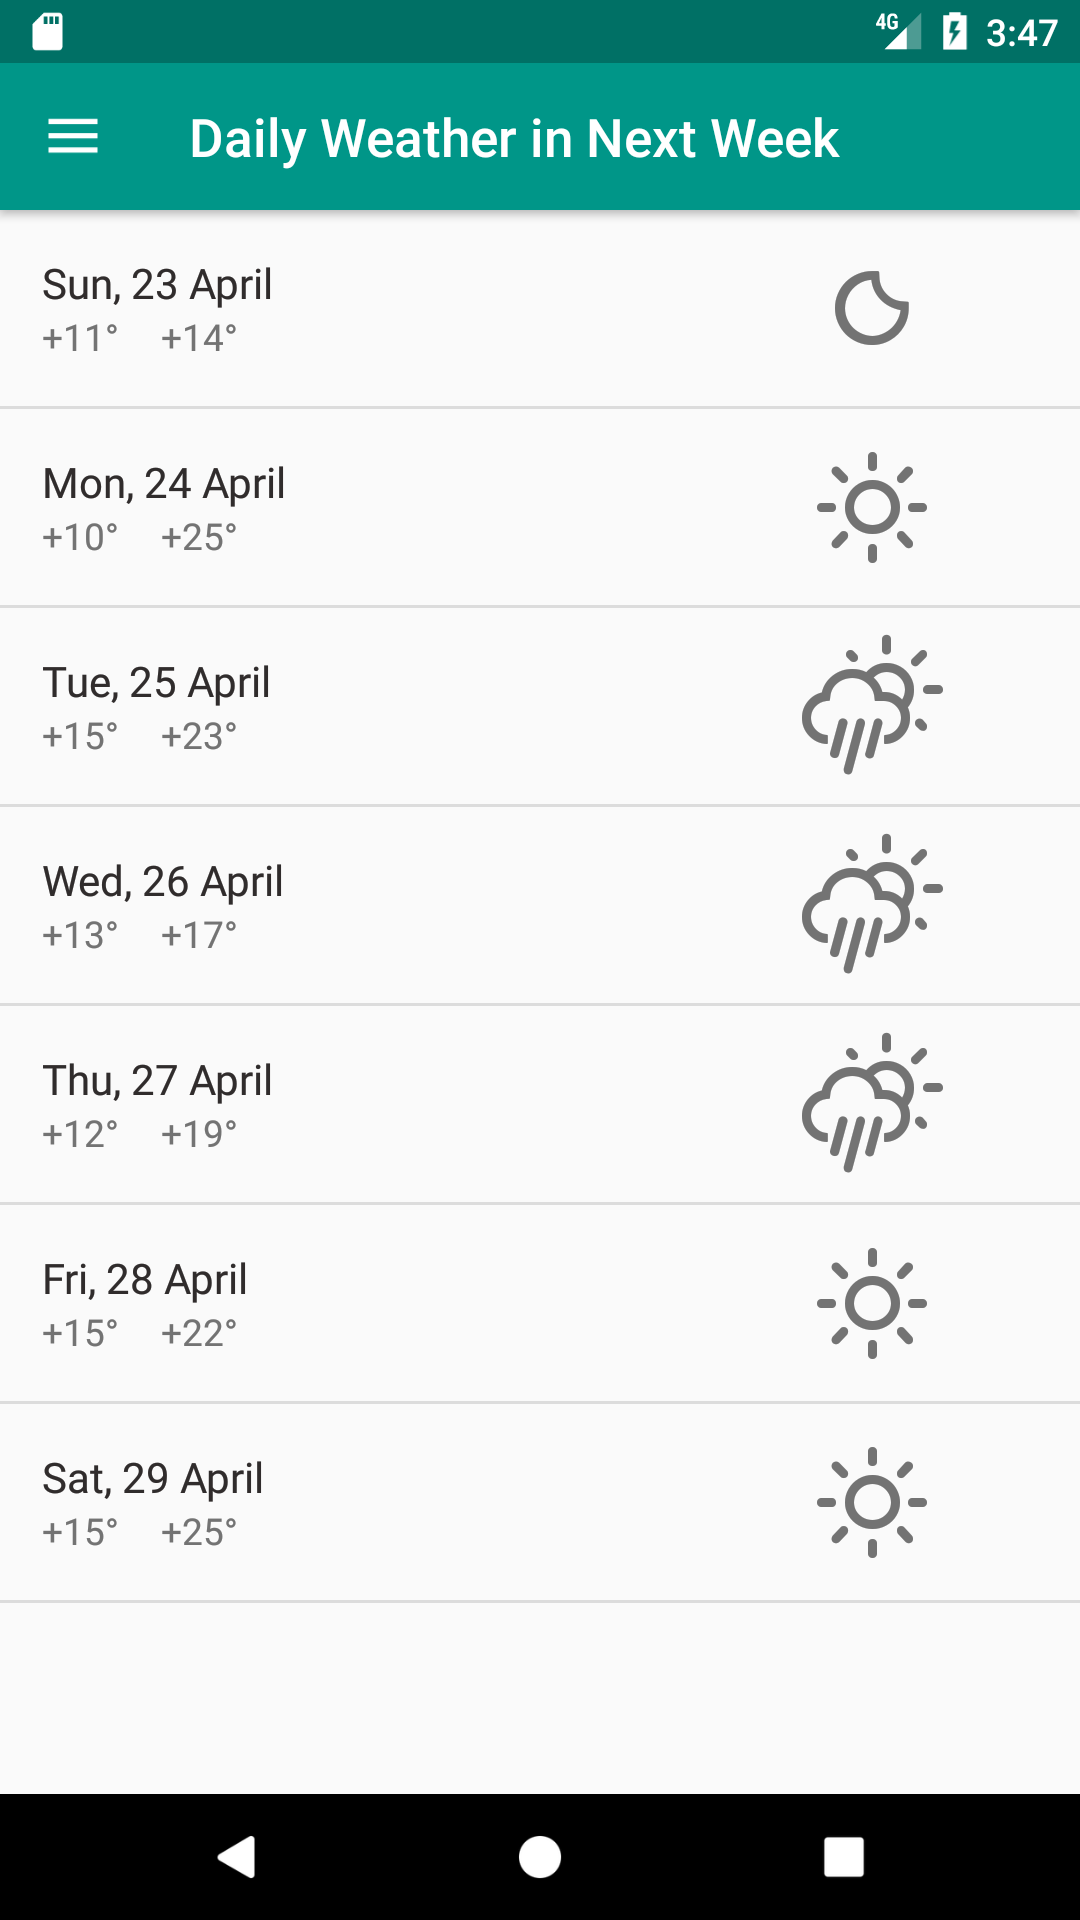 4G 3:47
Daily Weather in Next Week
Sun, 23 April
+11° +14°
Mon, 24 April
+10° +25°
Tue, 25 April
+15° +23°
Wed, 26 April
+13° +17°
Thu, 27 April
+12° +19°
Fri, 28 April
+15° +22°
Sat, 29 April
+15° +25°